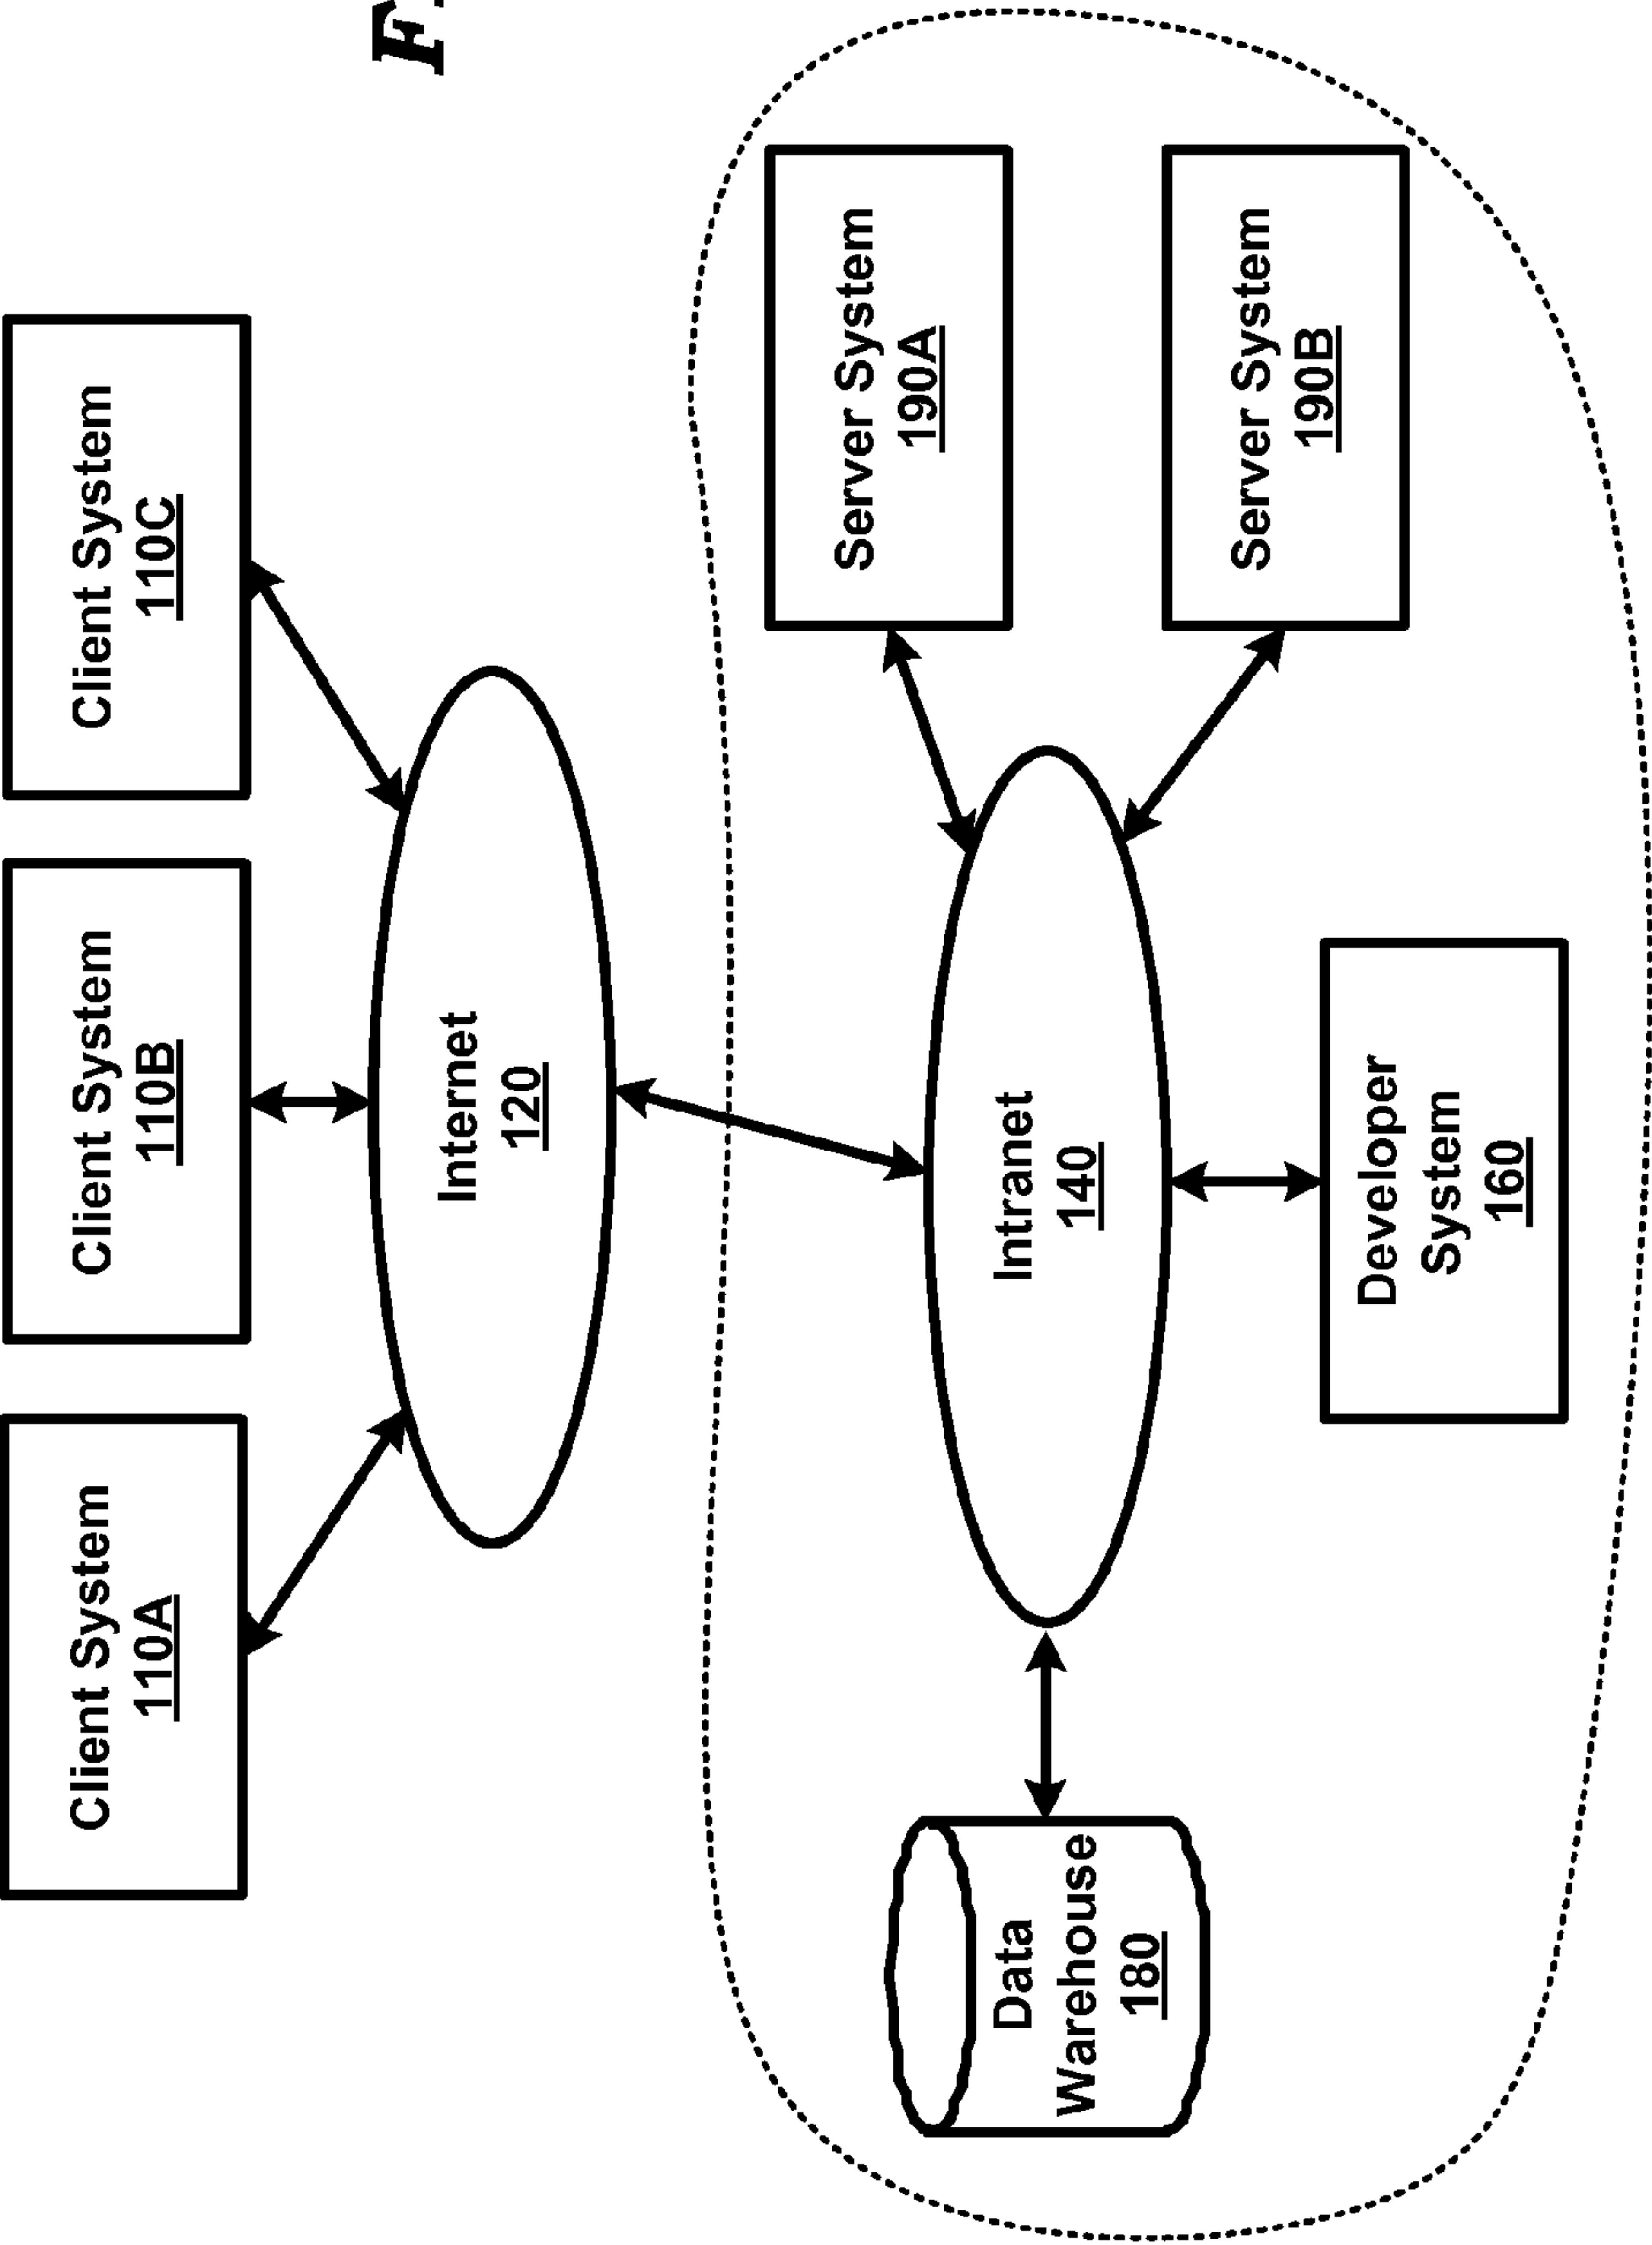 Client System
110A
Client System
110B
Client System
110C
F
Internet
120
Data
Warehouse
180
Intranet
140
Server System
190A
Server System
190B
Developer
System
160